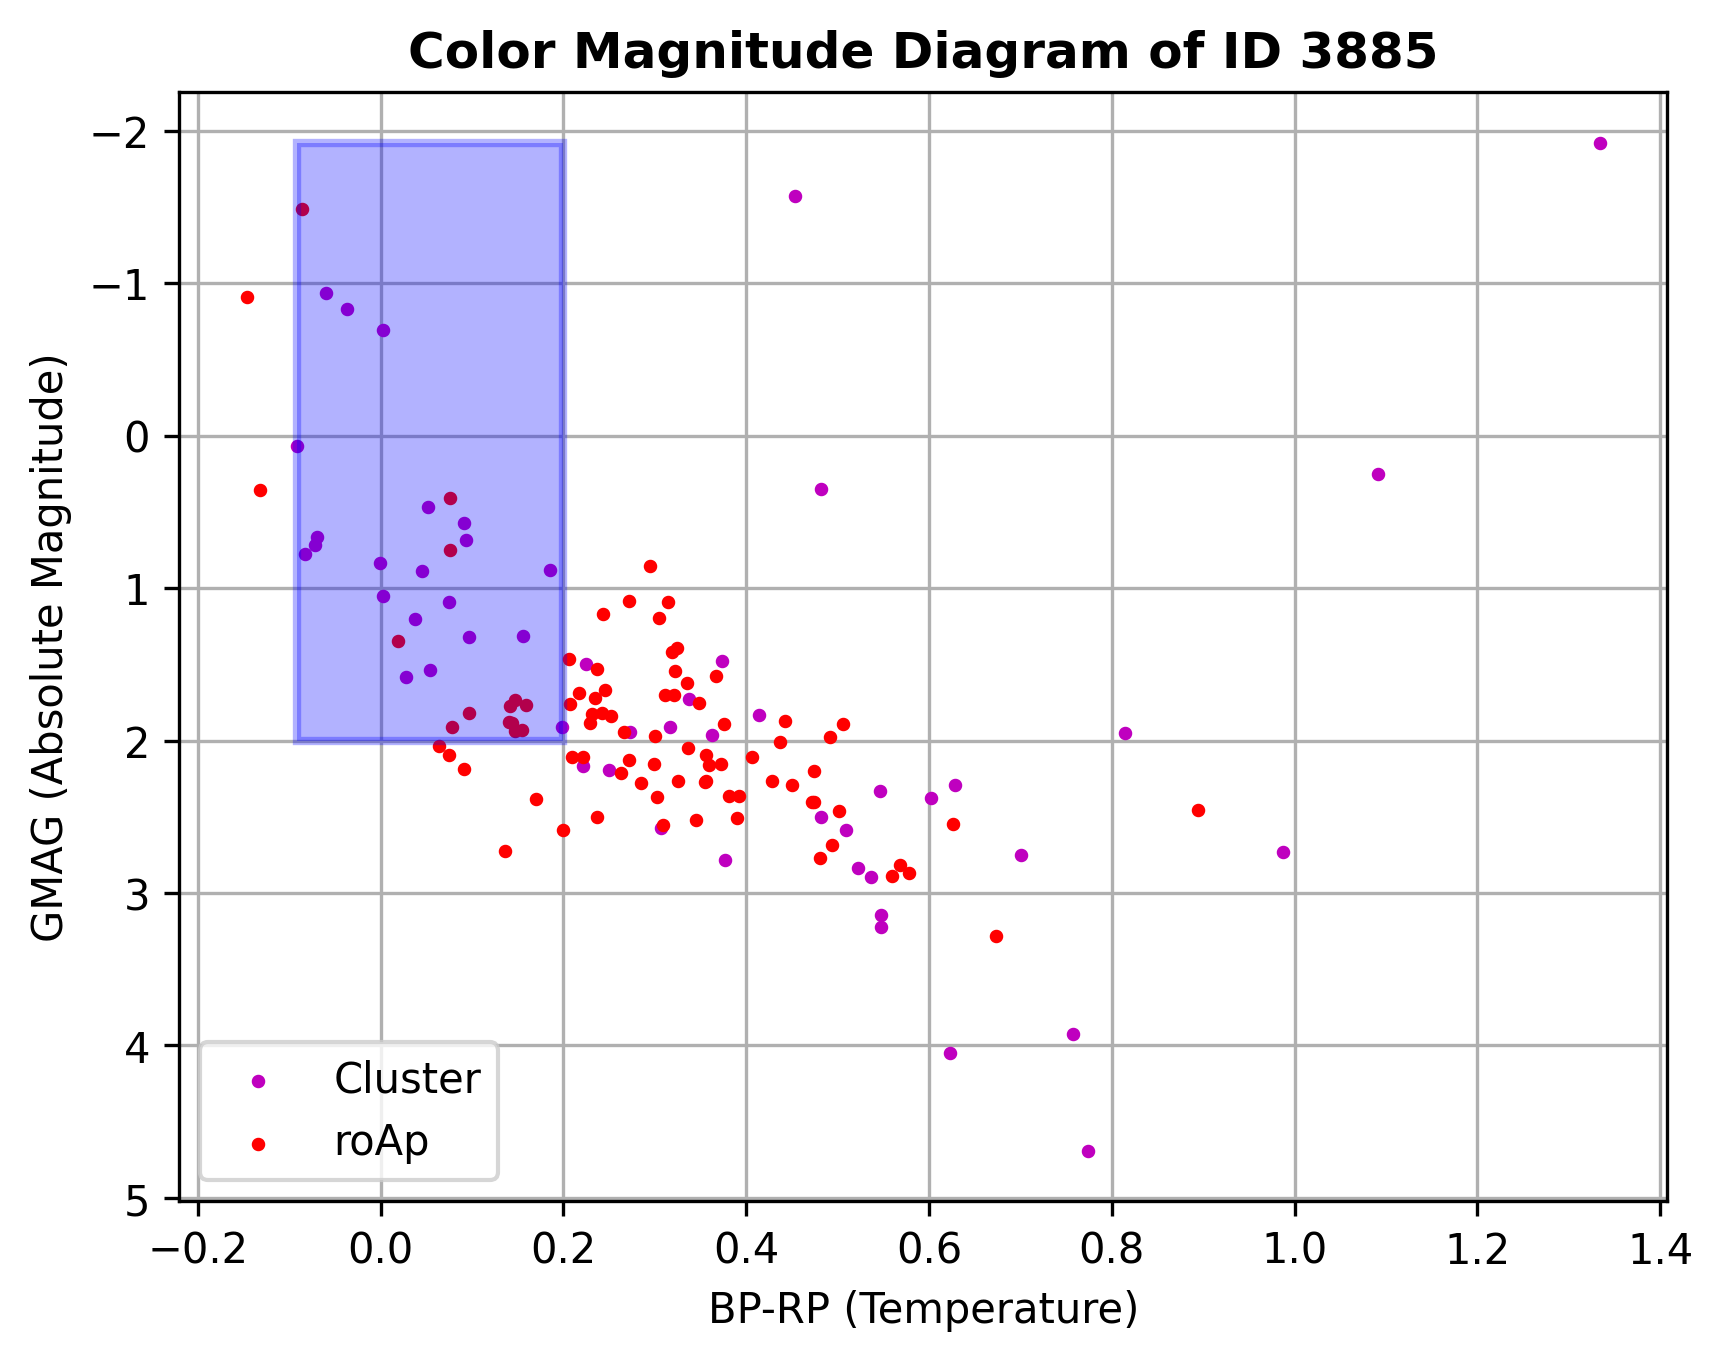 Color Magnitude Diagram of ID 3885
GMAG (Absolute Magnitude)
−2
−1
0
1
2
3
4
5
Cluster
roAp
−0.2 0.0 0.2 0.4 0.6 0.8 1.0 1.2 1.4
BP-RP (Temperature)